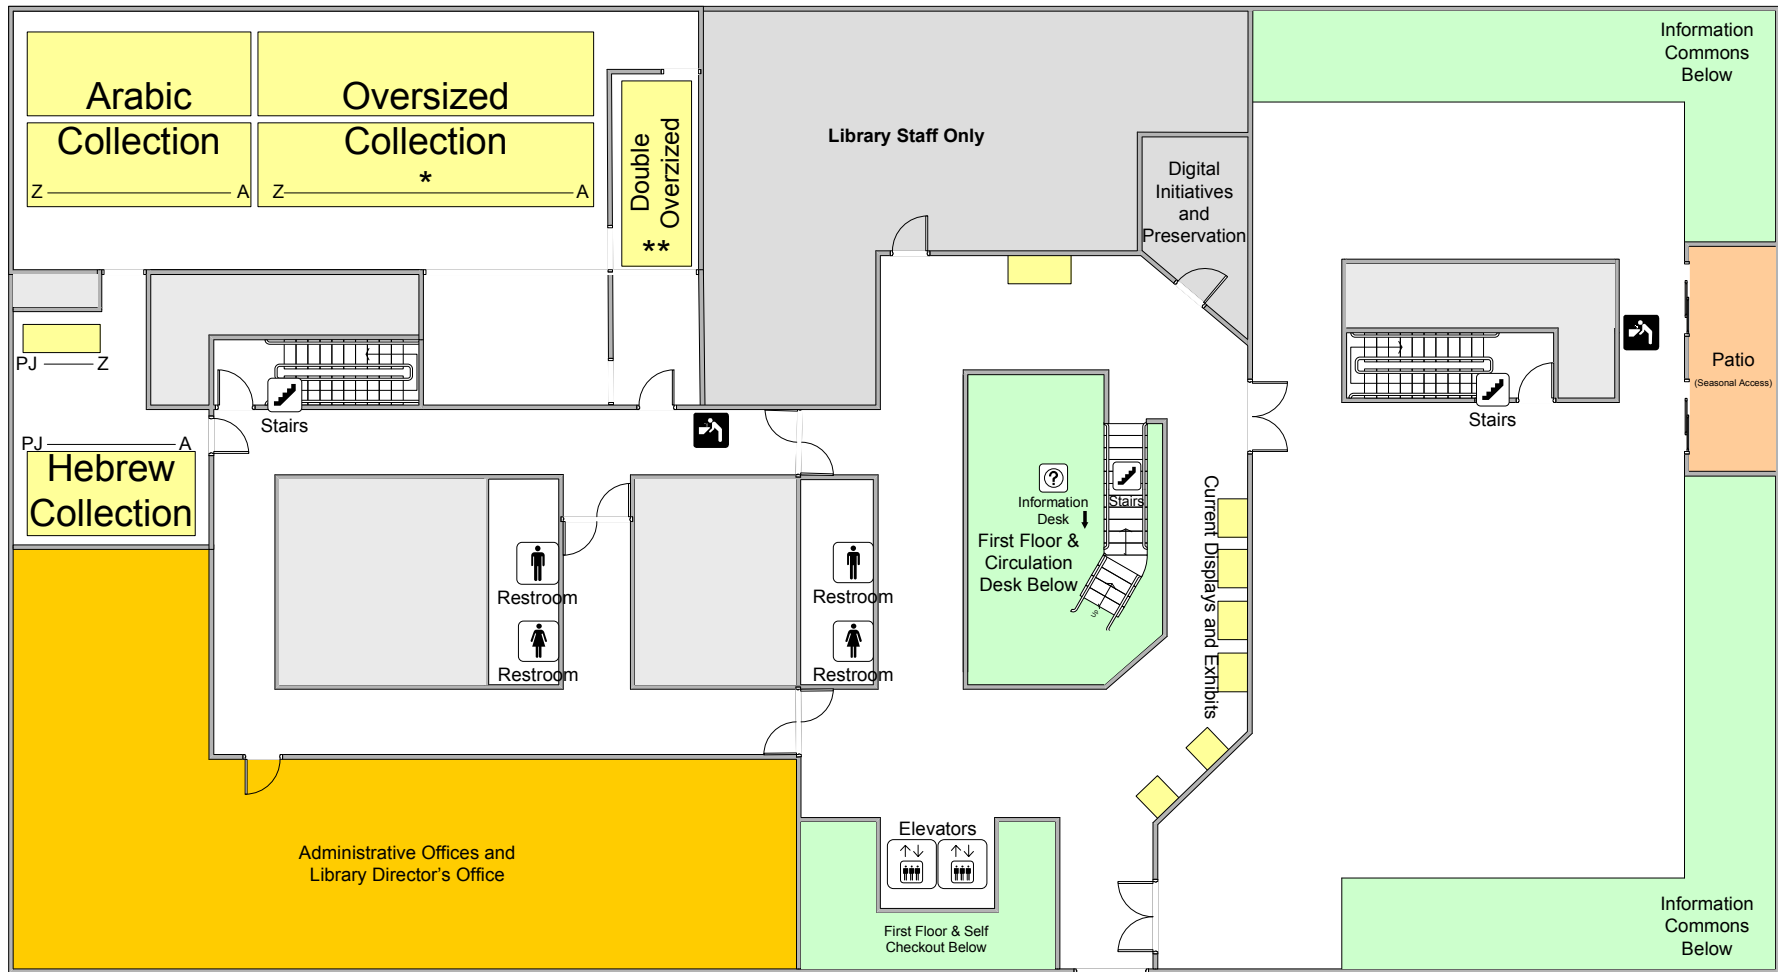 Arabic
Collection
Z A
Oversized
Collection
*
Z A
Double
Overzized
**
Library Staff Only
Digital
Initiatives
and
Preservation
Information
Commons
Below
Patio
(Seasonal Access)
PJ Z
PJ A
Hebrew
Collection
Stairs
Stairs
?
Information
Desk
Stairs
First Floor &
Circulation
Desk Below
Up
Current Displays and Exhibits
Restroom
Restroom
Restroom
Restroom
Administrative Offices and
Library Director's Office
Elevators
First Floor & Self
Checkout Below
Information
Commons
Below